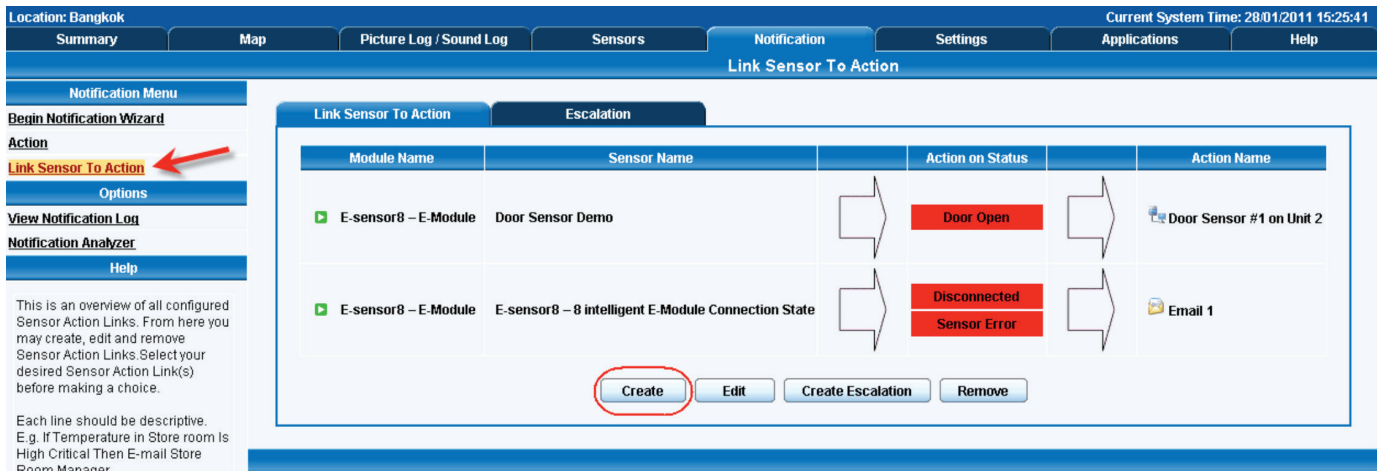 Location: Bangkok
Current System Time: 28/01/2011 15:25:41
Summary Map Picture Log / Sound Log Sensors Notification Settings Applications Help
Link Sensor To Action
Notification Menu
Begin Notification Wizard
Action
Link Sensor To Action
Options
View Notification Log
Notification Analyzer
Help
This is an overview of all configured
Sensor Action Links. From here you
may create, edit and remove
Sensor Action Links.Select your
desired Sensor Action Link(s)
before making a choice.
Each line should be descriptive.
E.g. If Temperature in Store room Is
High Critical Then E-mail Store
Room Manager
Link Sensor To Action Escalation
Module Name Sensor Name Action on Status Action Name
E-sensor8 – E-Module Door Sensor Demo Door Open Door Sensor #1 on Unit 2
E-sensor8 – E-Module E-sensor8 – 8 intelligent E-Module Connection State Disconnected Email 1
Sensor Error
Create Edit Create Escalation Remove